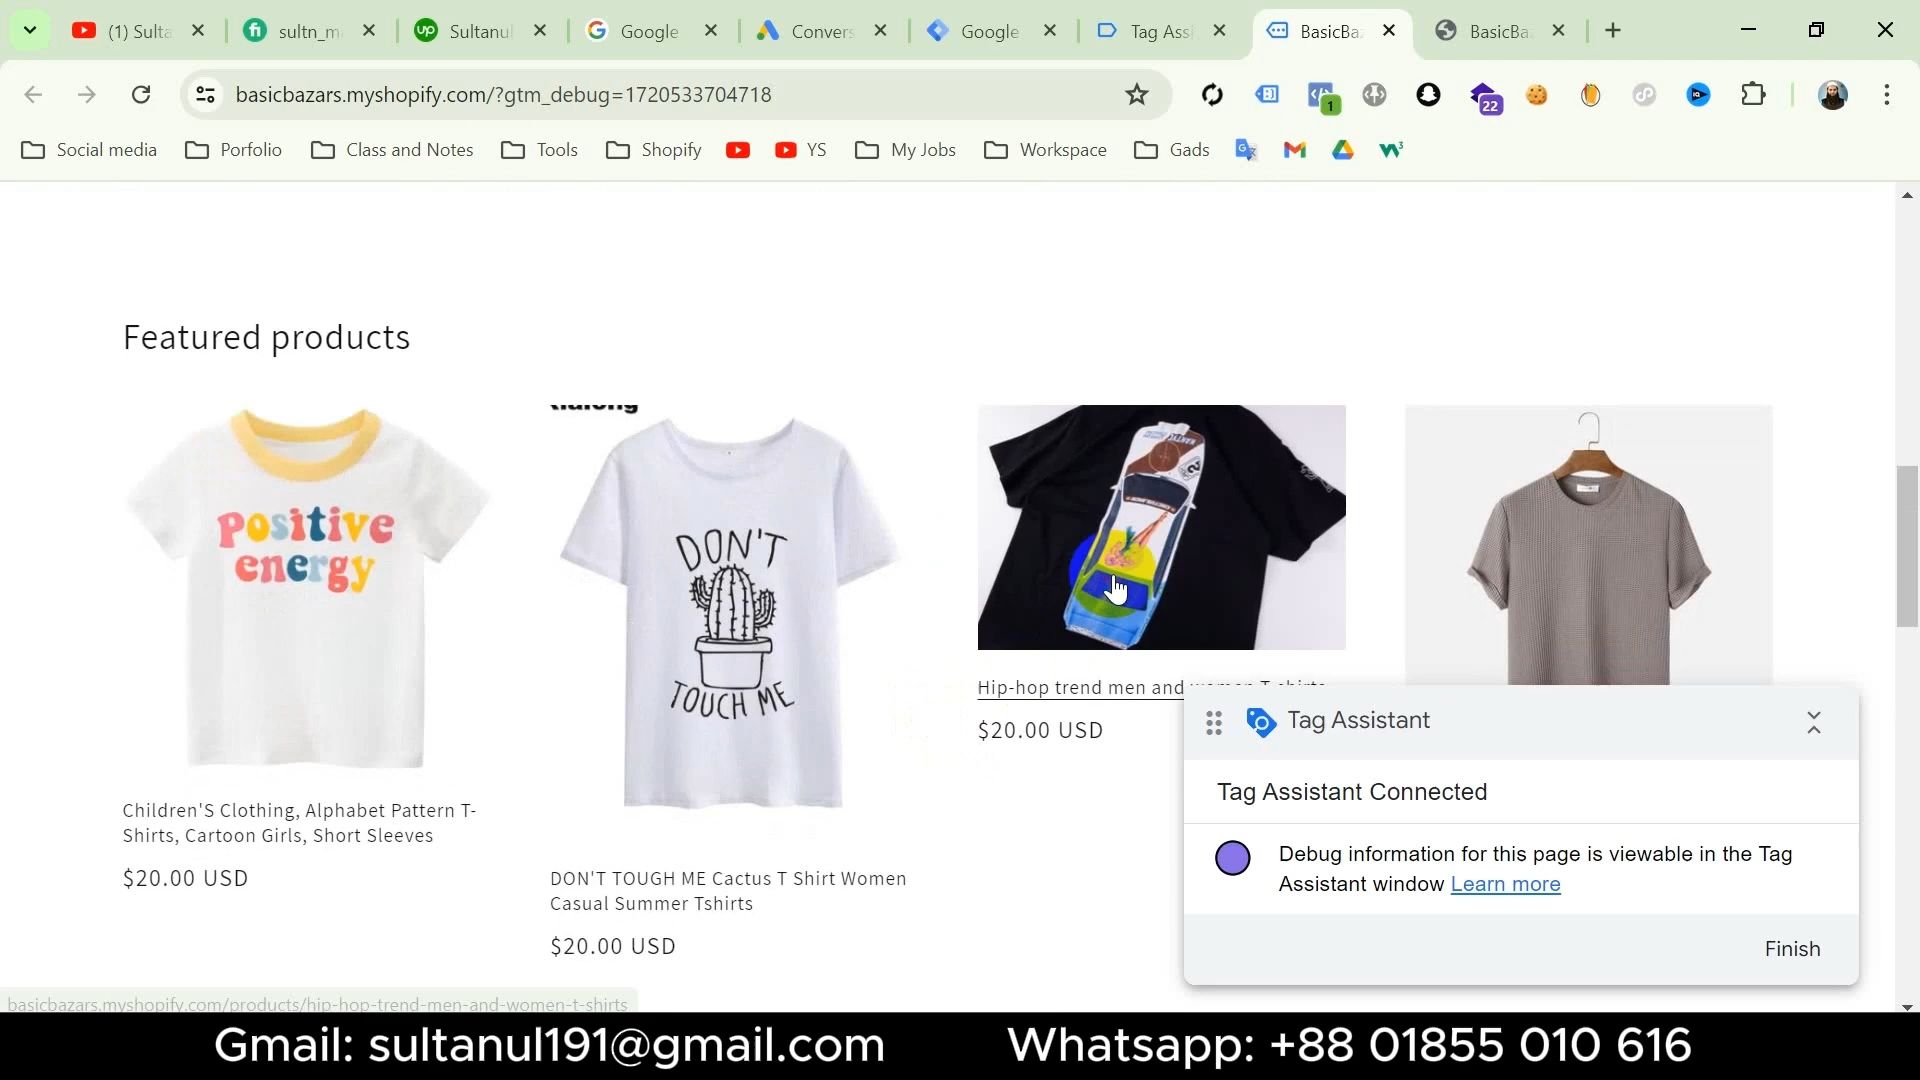 (1) Sulta
sultn_m
Sultanul
Google
Convers
Google
Tag Assi
BasicBa
BasicBa
basicbazars.myshopify.com/?gtm_debug=1720533704718
1
22
Social media
Porfolio
Class and Notes
Tools
Shopify
YS
My Jobs
Workspace
Gads
Featured products
positive
energy
DON'T
TOUCH ME
Children'S Clothing, Alphabet Pattern T-
Shirts, Cartoon Girls, Short Sleeves
$20.00 USD
DON'T TOUGH ME Cactus T Shirt Women
Casual Summer Tshirts
$20.00 USD
Hip-hop trend men and women T-shirts
$20.00 USD
Tag Assistant
Tag Assistant Connected
Debug information for this page is viewable in the Tag
Assistant window Learn more
Finish
basicbazars.myshopify.com/products/hip-hop-trend-men-and-women-t-shirts
Gmail: sultanul191@gmail.com
Whatsapp: +88 01855 010 616